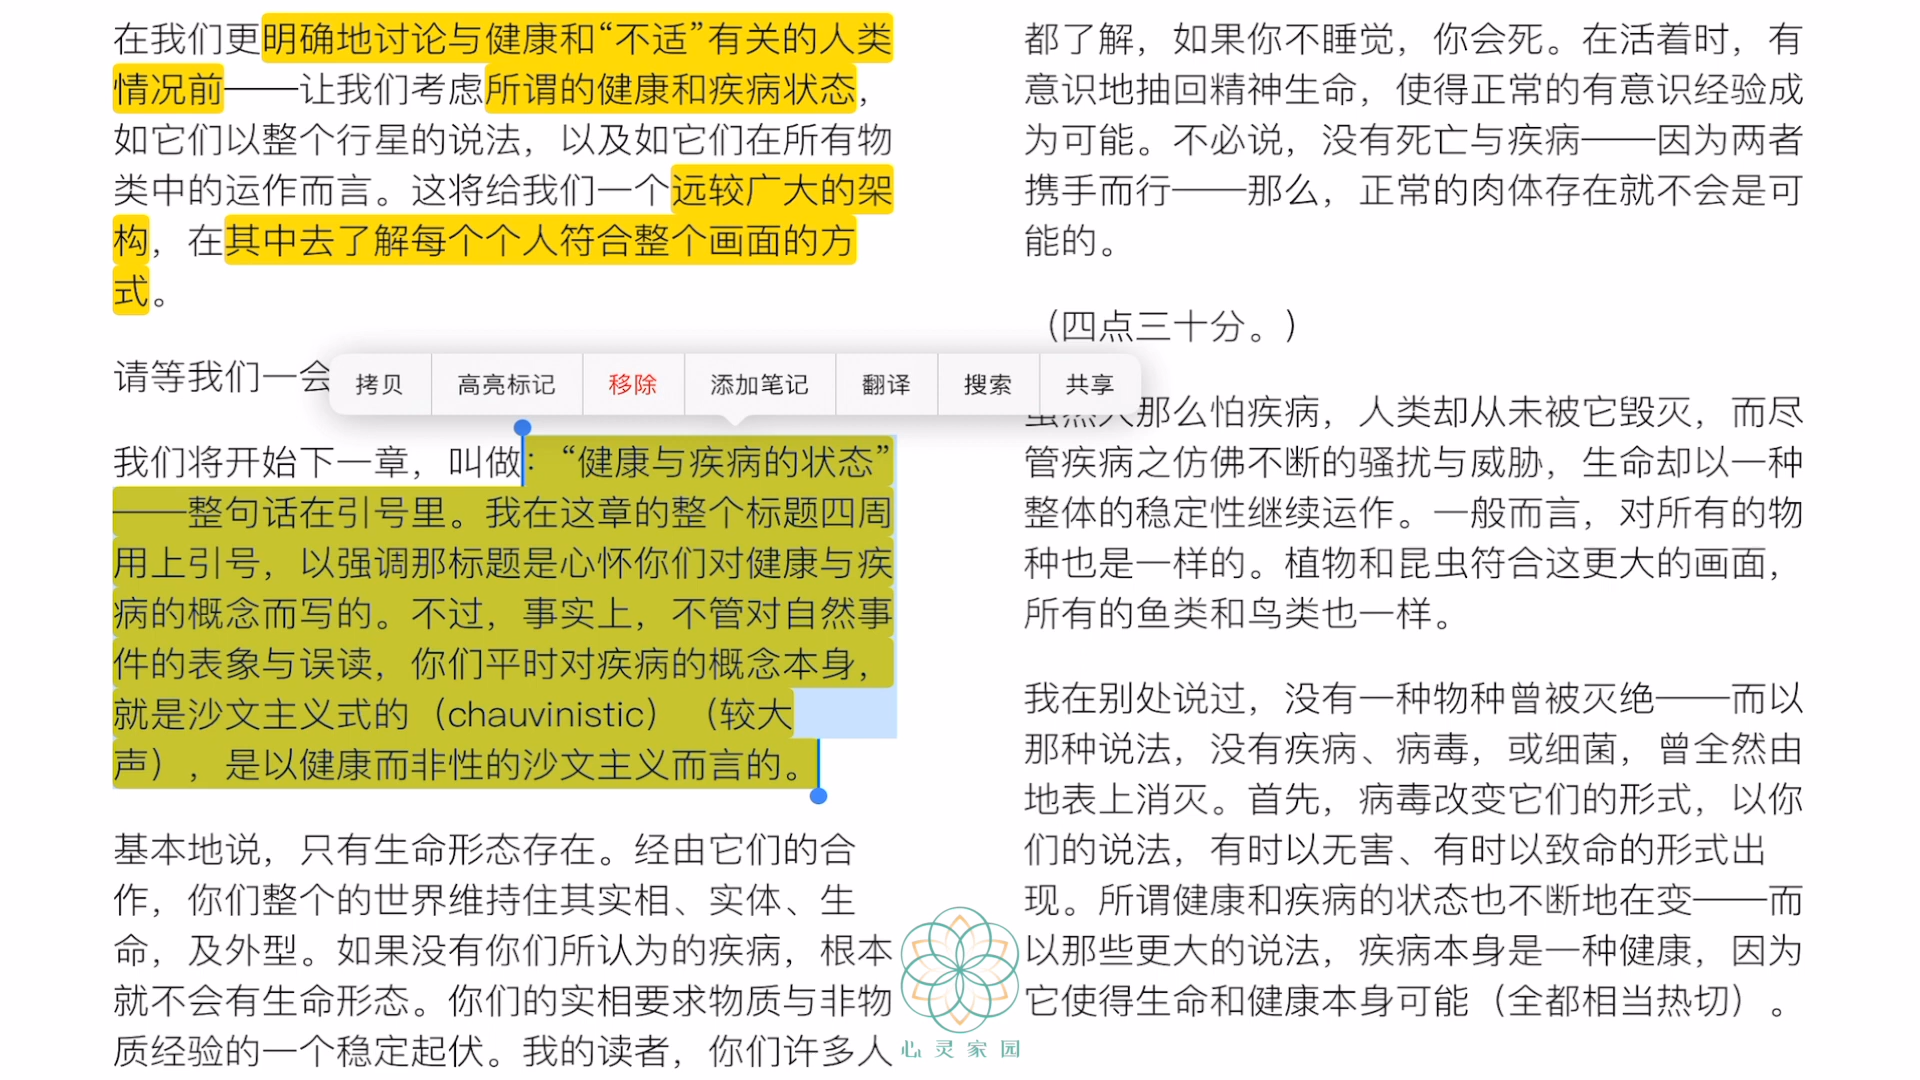 在我们更明确地讨论与健康和“不适”有关的人类
情况前——让我们考虑所谓的健康和疾病状态，
如它们以整个行星的说法，以及如它们在所有物
类中的运作而言。这将给我们一个远较广大的架
构，在其中去了解每个个人符合整个画面的方
式。
请等我们一会
拷贝
高亮标记
移除
添加笔记
翻译
搜索
共享
我们将开始下一章，叫做：“健康与疾病的状态”
——整句话在引号里。我在这章的整个标题四周
用上引号，以强调那标题是心怀你们对健康与疾
病的概念而写的。不过，事实上，不管对自然事
件的表象与误读，你们平时对疾病的概念本身，
就是沙文主义式的（chauvinistic）（较大
声），是以健康而非性的沙文主义而言的。
基本地说，只有生命形态存在。经由它们的合
作，你们整个的世界维持住其实相、实体、生
命，及外型。如果没有你们所认为的疾病，根本
就不会有生命形态。你们的实相要求物质与非物
质经验的一个稳定起伏。我的读者，你们许多人
都了解，如果你不睡觉，你会死。在活着时，有
意识地抽回精神生命，使得正常的有意识经验成
为可能。不必说，没有死亡与疾病——因为两者
携手而行——那么，正常的肉体存在就不会是可
能的。
（四点三十分。）
虽然人那么怕疾病，人类却从未被它毁灭，而尽
管疾病之仿佛不断的骚扰与威胁，生命却以一种
整体的稳定性继续运作。一般而言，对所有的物
种也是一样的。植物和昆虫符合这更大的画面，
所有的鱼类和鸟类也一样。
我在别处说过，没有一种物种曾被灭绝——而以
那种说法，没有疾病、病毒，或细菌，曾全然由
地表上消灭。首先，病毒改变它们的形式，以你
们的说法，有时以无害、有时以致命的形式出
现。所谓健康和疾病的状态也不断地在变——而
以那些更大的说法，疾病本身是一种健康，因为
它使得生命和健康本身可能（全都相当热切）。
心灵家园